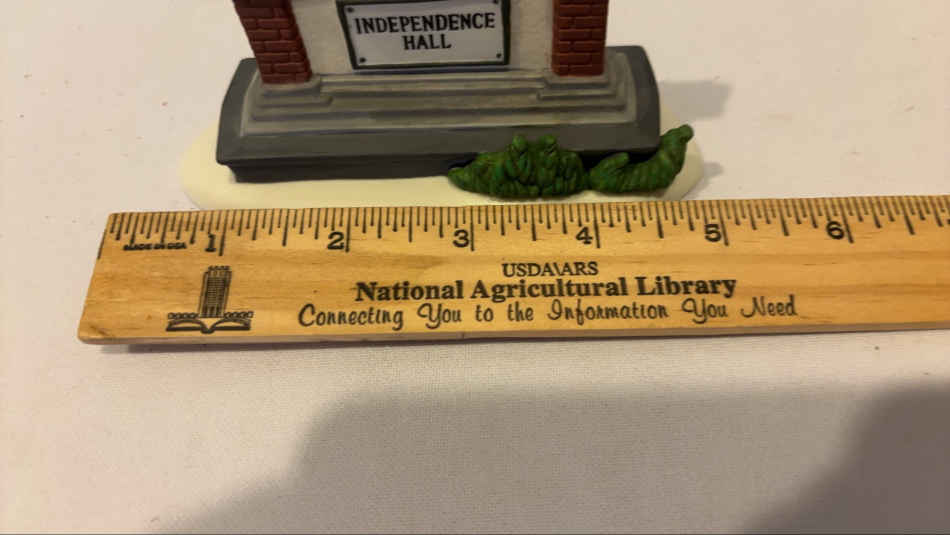 INDEPENDENCE
HALL
MADE IN USA 1 2 3 4 5 6
USDA\ARS
National Agricultural Library
Connecting You to the Information You Need